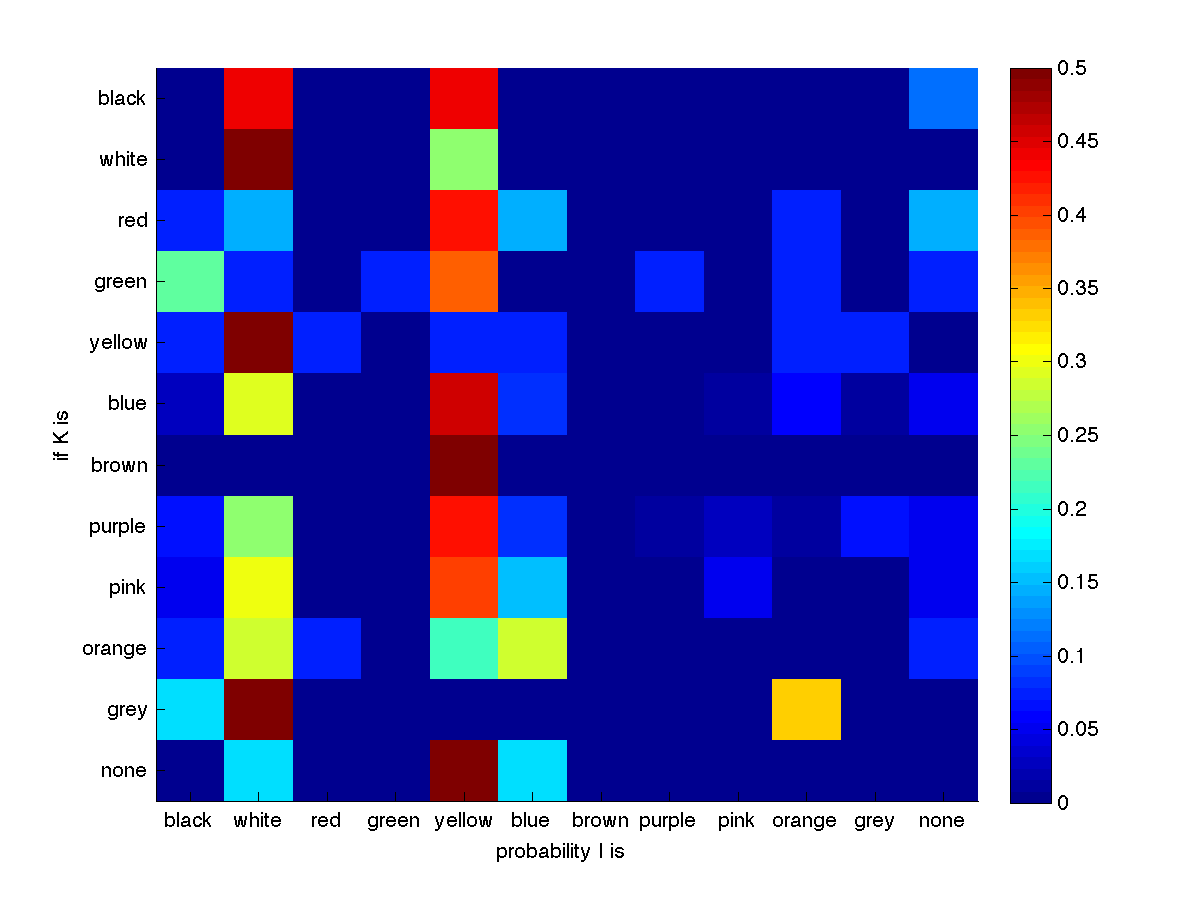 black
white
red
green
yellow
blue
brown
purple
pink
orange
grey
none
if K is
black white red green yellow blue brown purple pink orange grey none
probability I is
0.5
0.45
0.4
0.35
0.3
0.25
0.2
0.15
0.1
0.05
0